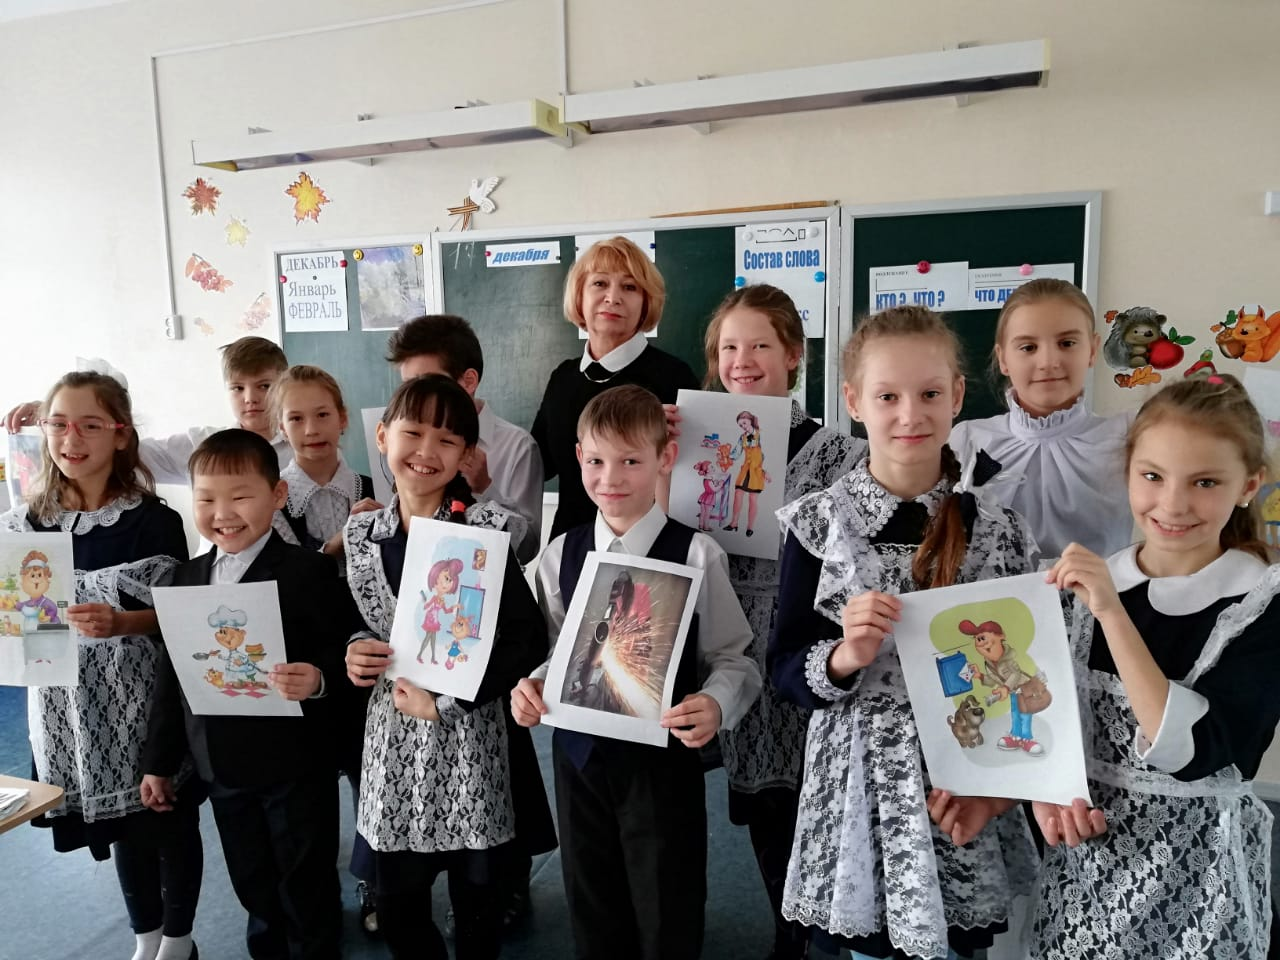 ДЕКАБРЬ
Январь
ФЕВРАЛЬ
декабря
Состав слова
КТО ? ЧТО ?
ЧТО ДЕ